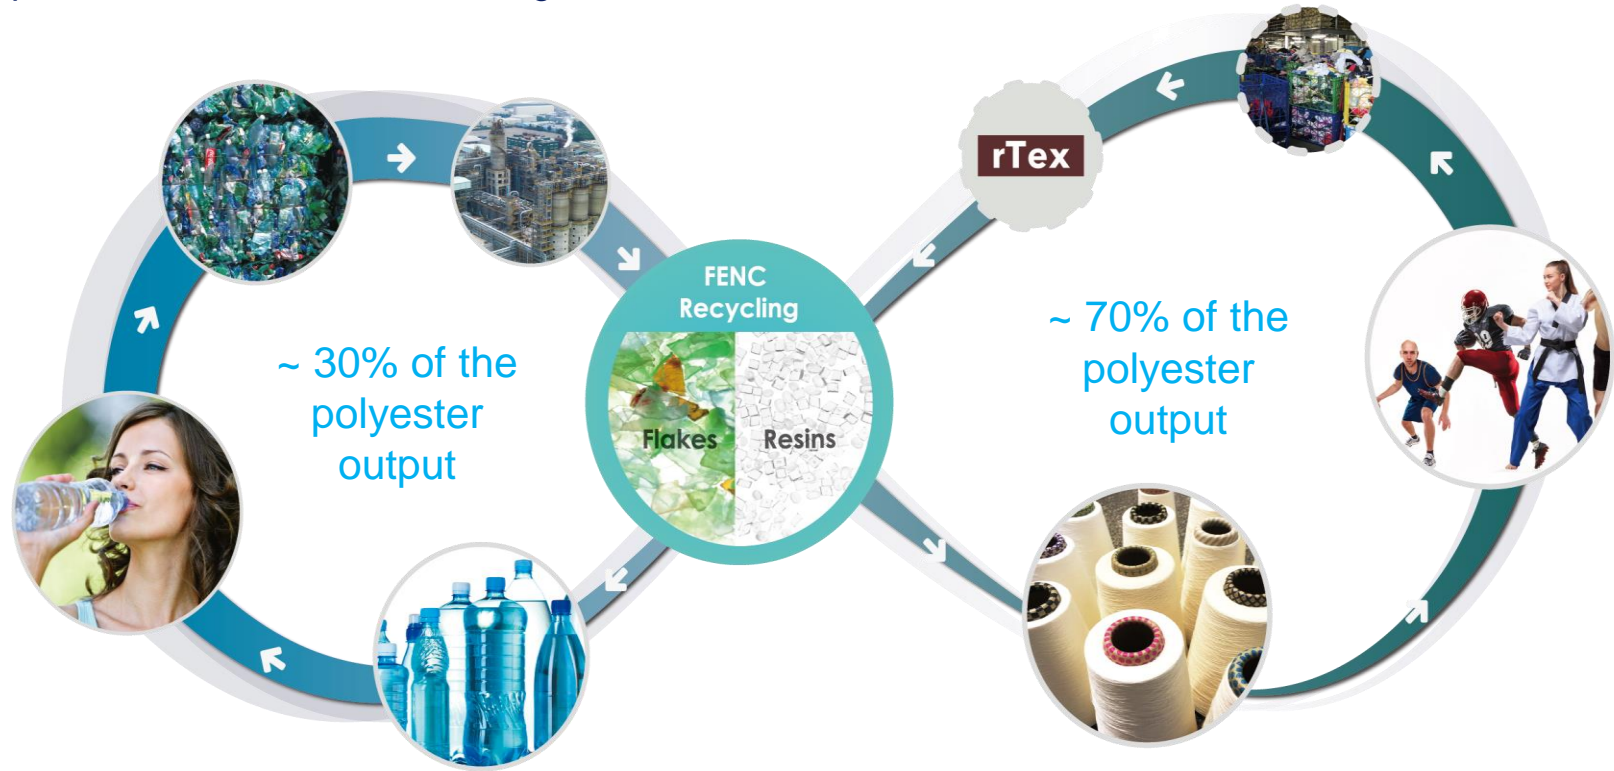 rTex
FENC
Recycling
Flakes
Resins
~ 30% of the
polyester
output
~ 70% of the
polyester
output